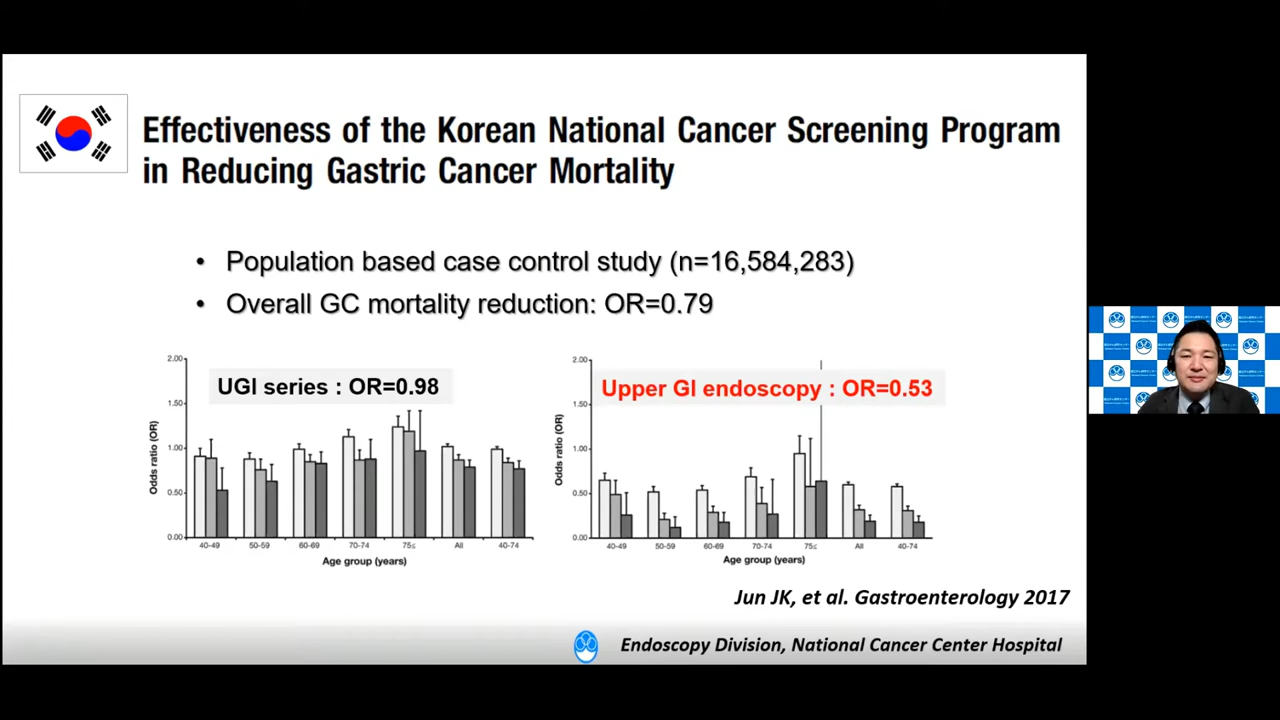 Effectiveness of the Korean National Cancer Screening Program
in Reducing Gastric Cancer Mortality
• Population based case control study (n=16,584,283)
• Overall GC mortality reduction: OR=0.79
UGI series : OR=0.98
Odds ratio (OR)
2.00
1.50
1.00
0.50
0.00
40-49 50-59 60-69 70-74 75≤ All 40-74
Age group (years)
Upper GI endoscopy : OR=0.53
Odds ratio (OR)
2.00
1.50
1.00
0.50
0.00
40-49 50-59 60-69 70-74 75≤ All 40-74
Age group (years)
Jun JK, et al. Gastroenterology 2017
Endoscopy Division, National Cancer Center Hospital